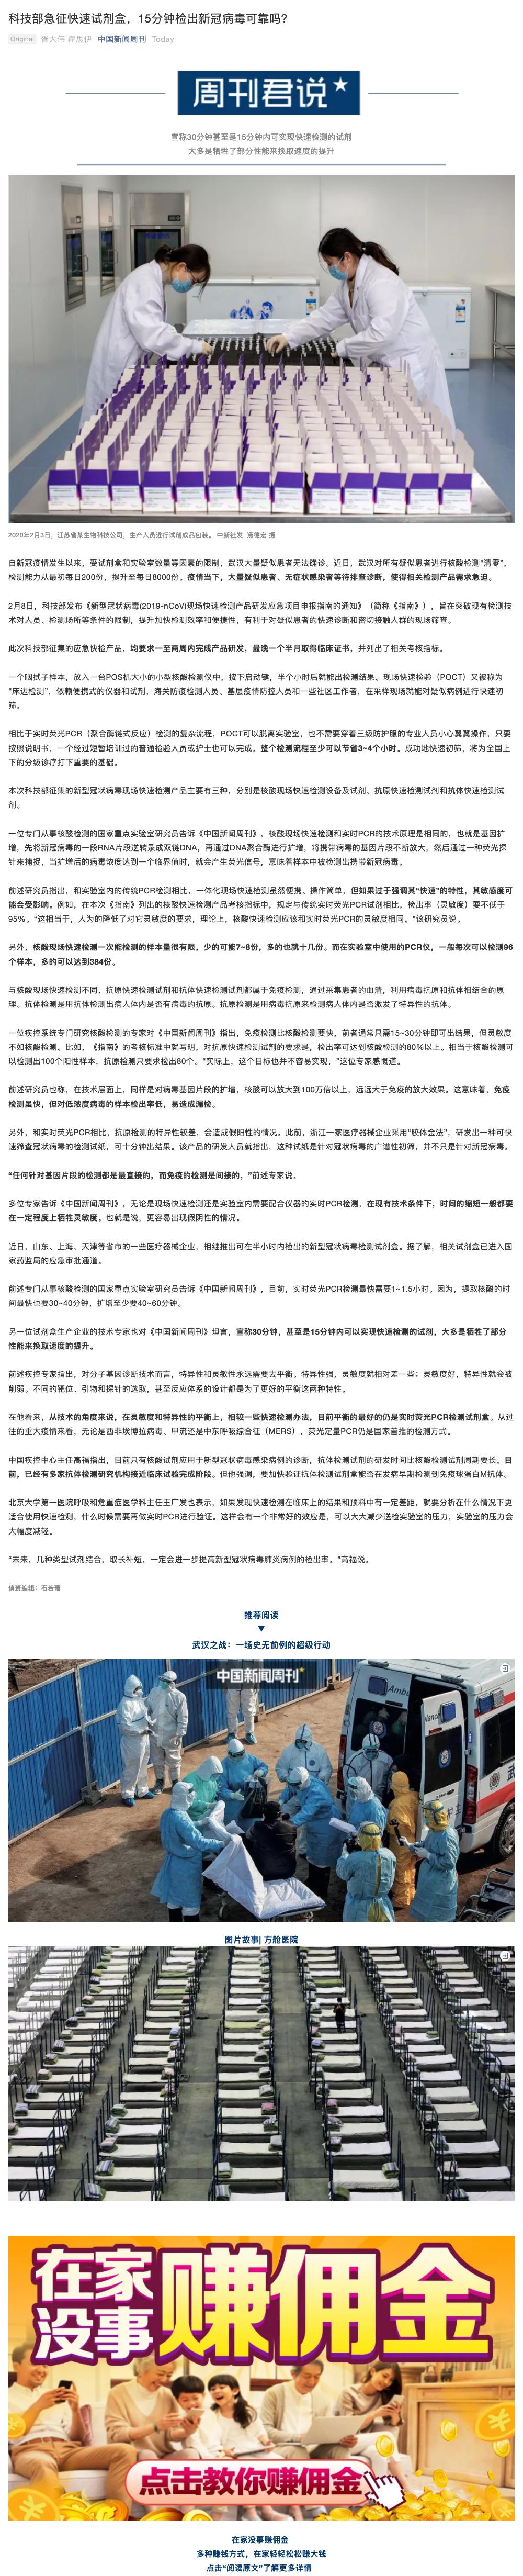 科技部急征快速试剂盒，15分钟检出新冠病毒可靠吗?
Original 胥大伟 霍思伊 中国新闻周刊 Today
周刊君说
宣称30分钟甚至是15分钟内可实现快速检测的试剂
大多是牺牲了部分性能来换取速度的提升
2020年2月3日，江苏省某生物科技公司，生产人员进行试剂成品包装。 中新社发 汤德宏 摄
自新冠疫情发生以来，受试剂盒和实验室数量等因素的限制，武汉大量疑似患者无法确诊。近日，武汉对所有疑似患者进行核酸检测“清零”，
检测能力从最初每日200份，提升至每日8000份。疫情当下，大量疑似患者、无症状感染者等待排查诊断，使得相关检测产品需求急迫。
2月8日，科技部发布《新型冠状病毒(2019-nCoV)现场快速检测产品研发应急项目申报指南的通知》（简称《指南》），旨在突破现有检测技
术对人员、检测场所等条件的限制，提升加快检测效率和便捷性，有利于对疑似患者的快速诊断和密切接触人群的现场筛查。
此次科技部征集的应急快检产品，均要求一至两周内完成产品研发，最晚一个半月取得临床证书，并列出了相关考核指标。
一个咽拭子样本，放入一台POS机大小的小型核酸检测仪中，按下启动键，半个小时后就能出检测结果。现场快速检验（POCT）又被称为
“床边检测”，依赖便携式的仪器和试剂，海关防疫检测人员、基层疫情防控人员和一些社区工作者，在采样现场就能对疑似病例进行快速初
筛。
相比于实时荧光PCR（聚合酶链式反应）检测的复杂流程，POCT可以脱离实验室，也不需要穿着三级防护服的专业人员小心翼翼操作，只要
按照说明书，一个经过短暂培训过的普通检验人员或护士也可以完成。整个检测流程至少可以节省3~4个小时。成功地快速初筛，将为全国上
下的分级诊疗打下重要的基础。
本次科技部征集的新型冠状病毒现场快速检测产品主要有三种，分别是核酸现场快速检测设备及试剂、抗原快速检测试剂和抗体快速检测试
剂。
一位专门从事核酸检测的国家重点实验室研究员告诉《中国新闻周刊》，核酸现场检测和实时PCR的技术原理是相同的，也就是基因扩
增，先将新冠病毒的一段RNA片段逆转录成双链DNA，再通过DNA聚合酶进行扩增，将携带病毒的基因片段不断放大，然后通过一种荧光探
针来捕捉，当扩增后的病毒浓度达到一个临界值时，就会产生荧光信号，意味着样本中被检测出携带新冠病毒。
前述研究员指出，和实验室内的传统PCR检测相比，一体化现场快速检测虽然便携、操作简单，但如果过于强调其“快速”的特性，其敏感度可
能会受影响。例如，在本次《指南》列出的核酸快速检测产品考核指标中，规定与传统实时荧光PCR试剂相比，检出率（灵敏度）要不低于
95%。“这相当于，人为的降低了对它灵敏度的要求，理论上，核酸快速检测应该和实时荧光PCR的灵敏度相同。”该研究员说。
另外，核酸现场快速检测一次能检测的样本量很有限，少的可能7~8份，多的也就十几份。而在实验室中使用的PCR仪，一般每次可以检测96
个样本，多的可以达到384份。
与核酸现场快速检测不同，抗原快速检测试剂和抗体快速检测试剂都属于免疫检测，通过采集患者的血清，利用病毒抗原和抗体相结合的原
理。抗体检测是用抗体检测出病人体内是否有病毒的抗原。抗原检测是用病毒抗原来检测病人体内是否激发了特异性的抗体。
一位疾控系统专门研究核酸检测的专家对《中国新闻周刊》指出，免疫检测比核酸检测要快，前者通常只需15~30分钟即可出结果，但灵敏度
不如核酸检测。比如，《指南》的考核标准中就写明，对抗原快速检测试剂的要求是，检出率可达到核酸检测的80%以上。相当于核酸检测可
以检测出100个阳性样本，抗原检测只要求检出80个。“实际上，这个目标也并不容易实现，”这位专家感慨道。
前述研究员也称，在技术层面上，同样是对病毒基因片段的扩增，核酸可以放大到100万倍以上，远远大于免疫的放大效果。这意味着，免疫
检测虽快，但对低浓度病毒的样本检出率低，易造成漏检。
另外，和实时荧光PCR相比，抗原检测的特异性较差，会造成假阳性的情况。此前，浙江一家医疗器械企业采用“胶体金法”，研发出一种可快
速筛查冠状病毒的检测试纸，可十分钟出结果。该产品的研发人员就指出，这种试纸是针对冠状病毒的广谱性初筛，并不只是针对新冠病毒。
“任何针对基因片段的检测都是最直接的，而免疫的检测是间接的，”前述专家说。
多位专家告诉《中国新闻周刊》，无论是现场快速检测还是实验室内需要配合仪器的实时PCR检测，在现有技术条件下，时间的缩短一般都要
在一定程度上牺牲灵敏度。也就是说，更容易出现假阴性的情况。
近日，山东、上海、天津等省市的一些医疗器械企业，相继推出可在半小时内检出的新型冠状病毒检测试剂盒。据了解，相关试剂盒已进入国
家药监局的应急审批通道。
前述专门从事核酸检测的国家重点实验室研究员告诉《中国新闻周刊》，目前，实时荧光PCR检测最快需要1~1.5小时。因为，提取核酸的时
间最快也要30~40分钟，扩增至少要40~60分钟。
另一位试剂盒生产企业的技术专家也对《中国新闻周刊》坦言，宣称30分钟，甚至是15分钟内可以实现快速检测的试剂，大多是牺牲了部分
性能来换取速度的提升。
前述疾控专家指出，对分子基因诊断技术而言，特异性和灵敏性永远需要去平衡。特异性强，灵敏度就相对差一些；灵敏度好，特异性就会被
削弱。不同的靶位、引物和探针的选取，甚至反应体系的设计都是为了更好的平衡这两种特性。
在他看来，从技术的角度来说，在灵敏度和特异性的平衡上，相较一些快速检测办法，目前平衡的最好的仍是实时荧光PCR检测试剂盒。从过
往的重大疫情来看，无论是西非埃博拉病毒、甲流还是中东呼吸综合征（MERS），荧光定量PCR仍是国家首推的检测方式。
中国疾控中心主任高福指出，目前只有核酸试剂应用于新型冠状病毒感染病例的诊断，抗体检测试剂的研发时间比核酸检测试剂周期要长。目
前，已经有多家抗体检测研究机构接近临床试验完成阶段。但他强调，要加快验证抗体检测试剂盒能否在发病早期检测到免疫球蛋白M抗体。
北京大学第一医院呼吸和危重症医学科主任王广发也表示，如果发现快速检测在临床上的结果和预料中有一定差距，就要分析在什么情况下更
适合使用快速检测，什么时候需要再做实时PCR进行验证。这样会有一个非常好的效应是，可以大大减少送检实验室的压力，实验室的压力会
大幅度减轻。
“未来，几种类型试剂结合，取长补短，一定会进一步提高新型冠状病毒肺炎病例的检出率。”高福说。
值班编辑：石若萧
推荐阅读
▼
武汉之战：一场史无前例的超级行动
中国新闻周刊
Ambulance
图片故事| 方舱医院
在家没事赚佣金
点击教你赚佣金
在家没事赚佣金
多种赚钱方式，在家轻轻松松赚大钱
点击“阅读原文”了解更多详情